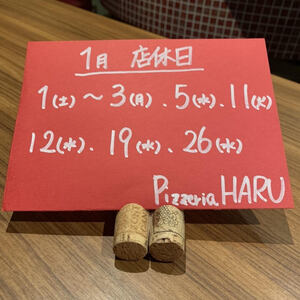 1月 店休日
1(土)～3(月)、5(水)、11(火)
12(水)、19(水)、26(水)
Pizzeria HARU